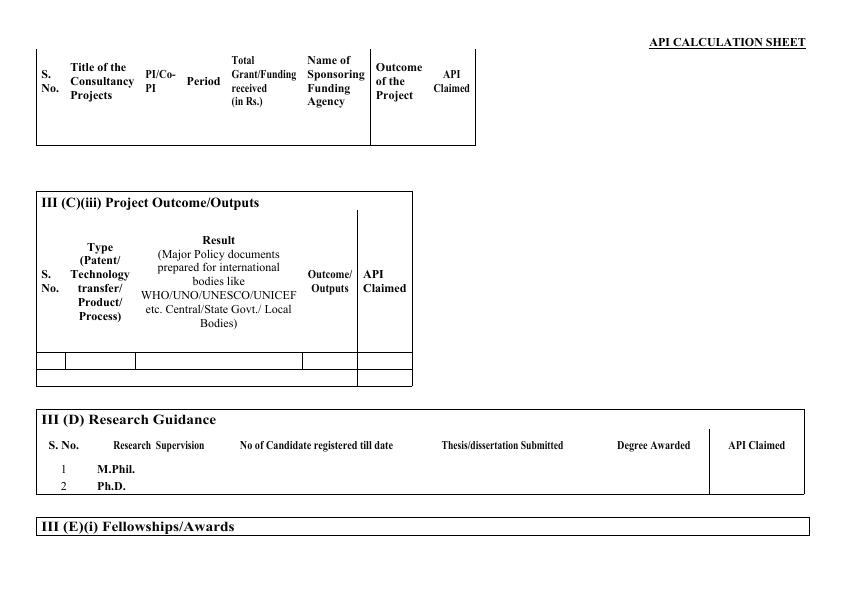 API CALCULATION SHEET
S. No.
Title of the Consultancy Projects
PI/Co-PI
Period
Total Grant/Funding received (in Rs.)
Name of Sponsoring Funding Agency
Outcome of the Project
API Claimed
III (C)(iii) Project Outcome/Outputs
S. No.
Type (Patent/ Technology transfer/ Product/ Process)
Result
(Major Policy documents
prepared for international
bodies like
WHO/UNO/UNESCO/UNICEF
etc. Central/State Govt./ Local
Bodies)
Outcome/ Outputs
API Claimed
III (D) Research Guidance
S. No. Research Supervision No of Candidate registered till date Thesis/dissertation Submitted Degree Awarded API Claimed
1 M.Phil.
2 Ph.D.
III (E)(i) Fellowships/Awards